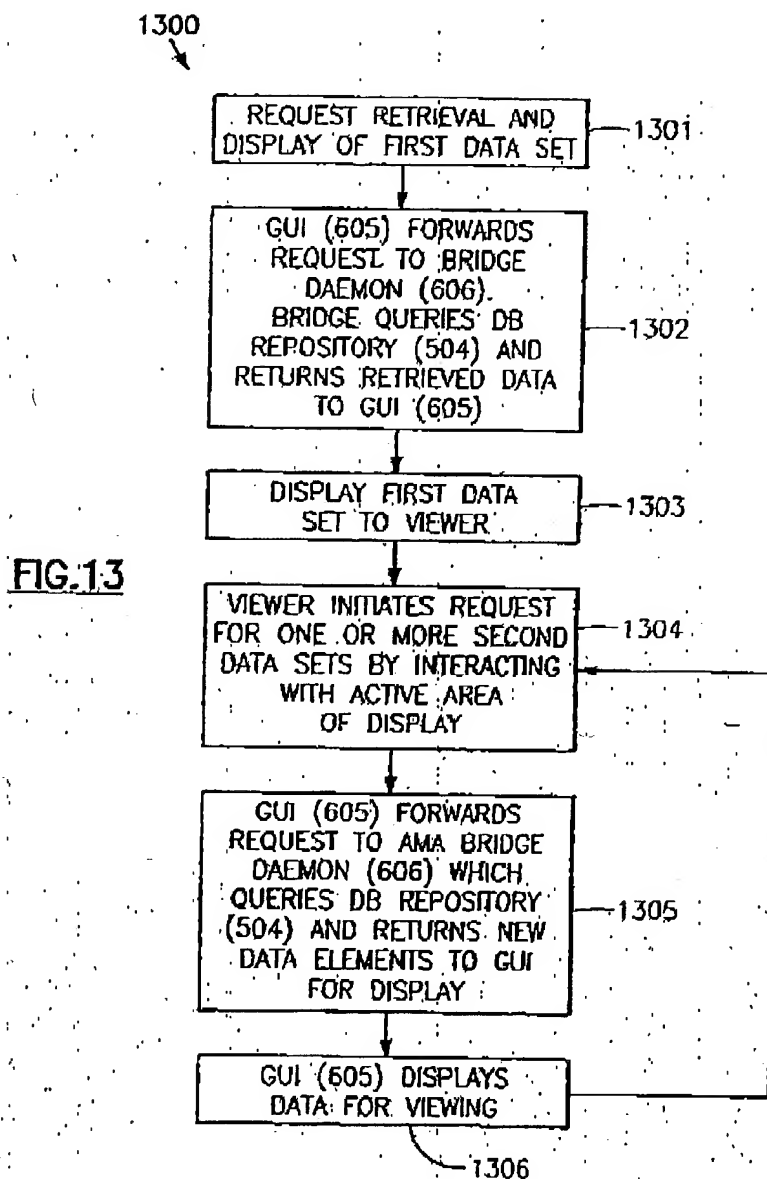 1300
REQUEST RETRIEVAL AND
DISPLAY OF FIRST DATA SET
1301
GUI (605) FORWARDS
REQUEST TO BRIDGE
DAEMON (606).
BRIDGE QUERIES DB
REPOSITORY (504) AND
RETURNS RETRIEVED DATA
TO GUI (605)
1302
DISPLAY FIRST DATA
SET TO VIEWER
1303
FIG.13
VIEWER INITIATES REQUEST
FOR ONE OR MORE SECOND
DATA SETS BY INTERACTING
WITH ACTIVE AREA
OF DISPLAY
1304
GUI (605) FORWARDS
REQUEST TO AMA BRIDGE
DAEMON (606) WHICH
QUERIES DB REPOSITORY
(504) AND RETURNS NEW
DATA ELEMENTS TO GUI
FOR DISPLAY
1305
GUI (605) DISPLAYS
DATA FOR VIEWING
1306